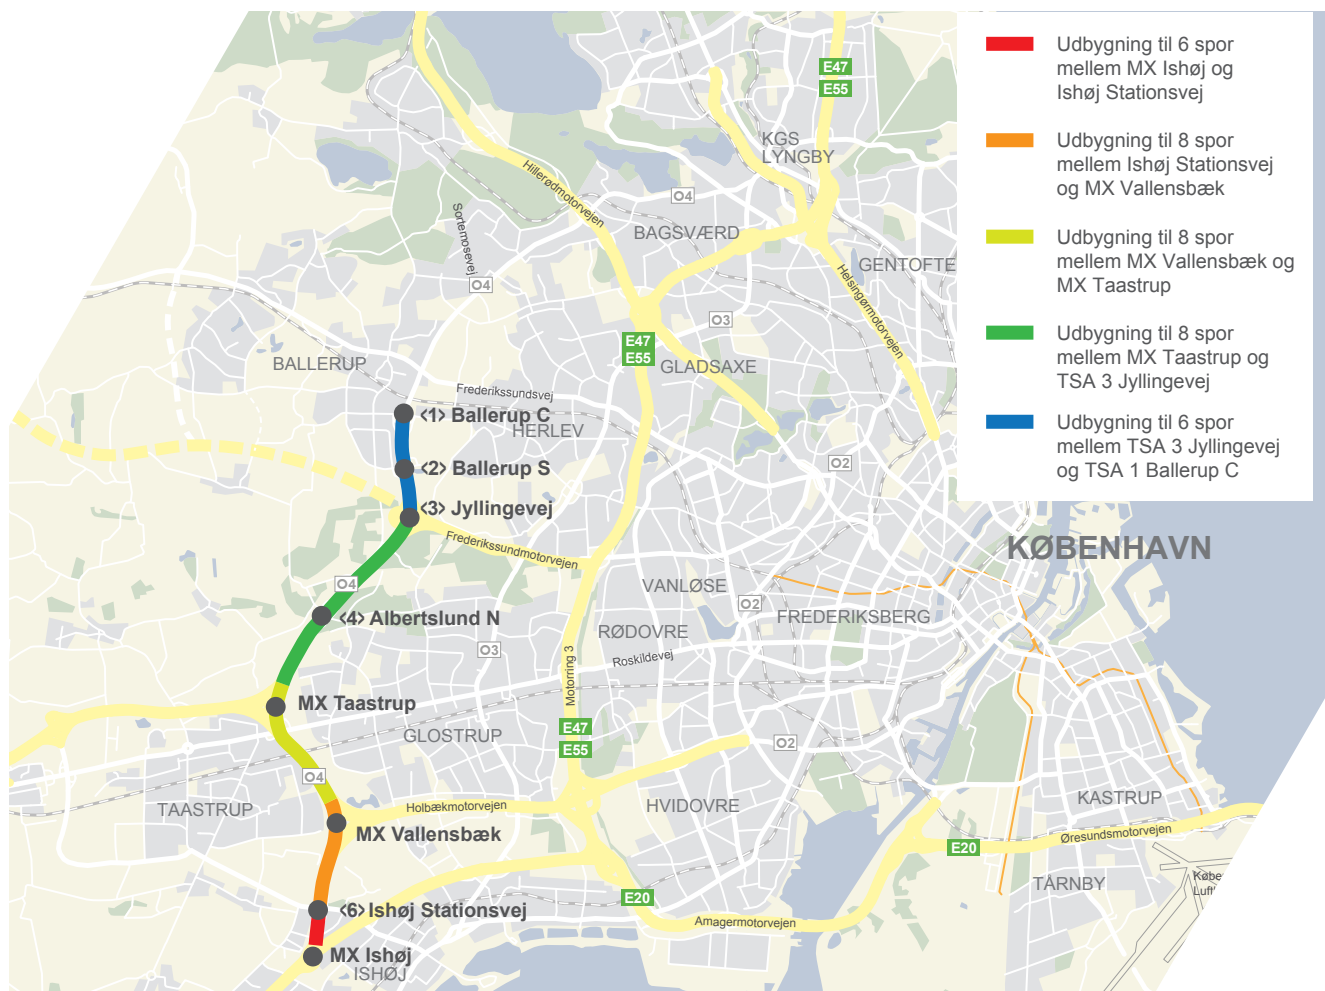 Udbygning til 6 spor
mellem MX Ishøj og
Ishøj Stationsvej
Udbygning til 8 spor
mellem Ishøj Stationsvej
og MX Vallensbæk
Udbygning til 8 spor
mellem MX Vallensbæk og
MX Taastrup
Udbygning til 8 spor
mellem MX Taastrup og
TSA 3 Jyllingevej
Udbygning til 6 spor
mellem TSA 3 Jyllingevej
og TSA 1 Ballerup C
E47
E55
KGS
LYNGBY
Hillerødmotorvejen
O4
Sortemosevej
BAGSVÆRD
GENTOFTE
O4
Helsingørmotorvejen
O3
E47
E55
BALLERUP
GLADSAXE
Frederikssundsvej
‹1› Ballerup C
HERLEV
‹2› Ballerup S
O2
‹3› Jyllingevej
Frederikssundmotorvejen
KØBENHAVN
O4
VANLØSE
O2
‹4› Albertslund N
FREDERIKSBERG
RØDOVRE
O3
Roskildevej
Motorring 3
MX Taastrup
GLOSTRUP
E47
E55
O2
O4
TAASTRUP
Holbækmotorvejen
HVIDOVRE
KASTRUP
MX Vallensbæk
Øresundsmotorvejen
E20
TÅRNBY
Købe
Luft
E20
‹6› Ishøj Stationsvej
Amagermotorvejen
MX Ishøj
ISHØJ